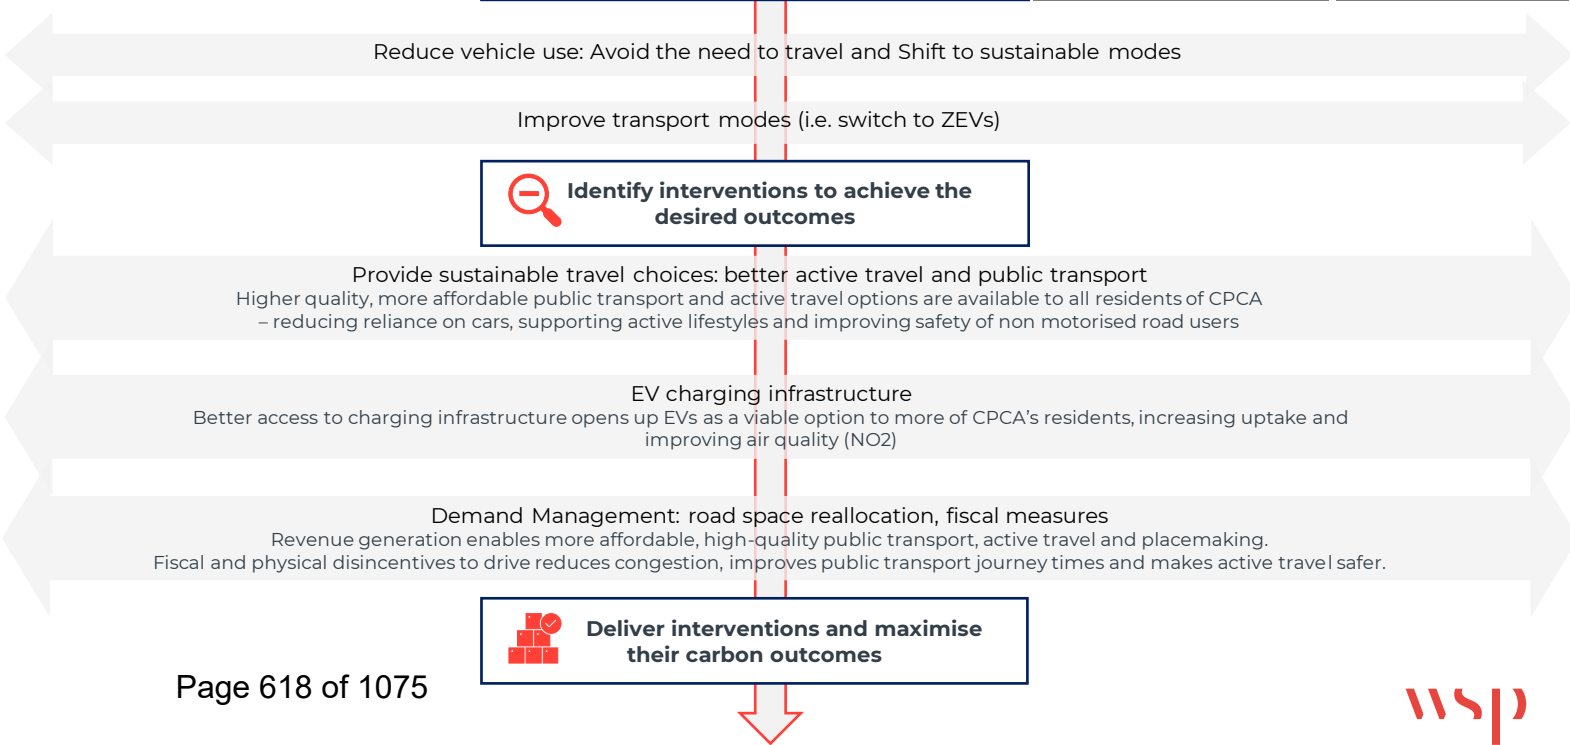 Reduce vehicle use: Avoid the need to travel and Shift to sustainable modes
Improve transport modes (i.e. switch to ZEVs)
Identify interventions to achieve the
desired outcomes
Provide sustainable travel choices: better active travel and public transport
Higher quality, more affordable public transport and active travel options are available to all residents of CPCA
– reducing reliance on cars, supporting active lifestyles and improving safety of non motorised road users
EV charging infrastructure
Better access to charging infrastructure opens up EVs as a viable option to more of CPCA’s residents, increasing uptake and
improving air quality (NO2)
Demand Management: road space reallocation, fiscal measures
Revenue generation enables more affordable, high-quality public transport, active travel and placemaking.
Fiscal and physical disincentives to drive reduces congestion, improves public transport journey times and makes active travel safer.
Deliver interventions and maximise
their carbon outcomes
Page 618 of 1075
wsp